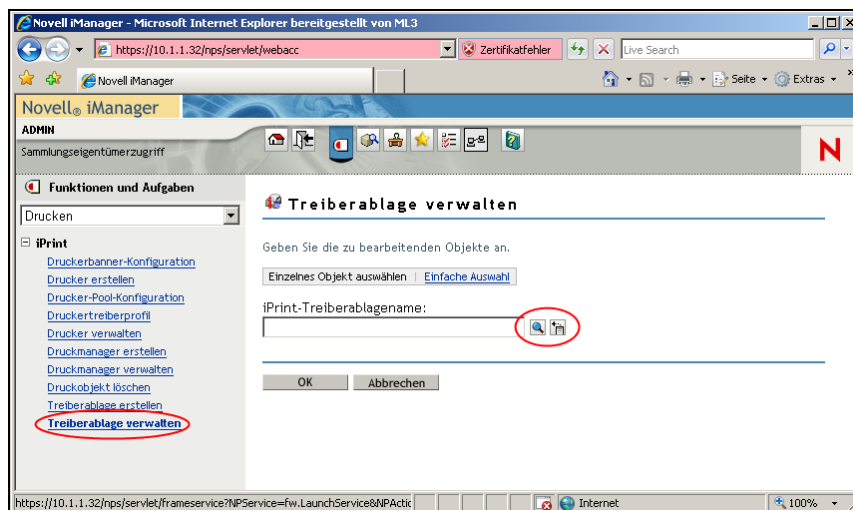 Novell iManager - Microsoft Internet Explorer bereitgestellt von ML3
https://10.1.1.32/nps/servlet/webacc
Zertifikatfehler
Live Search
Novell iManager
Seite
Extras
Novell® iManager
ADMIN
Sammlungseigentümerzugriff
N
Funktionen und Aufgaben
Drucken
iPrint
Druckerbanner-Konfiguration
Drucker erstellen
Drucker-Pool-Konfiguration
Druckertreiberprofil
Drucker verwalten
Druckmanager erstellen
Druckmanager verwalten
Druckobjekt löschen
Treiberablage erstellen
Treiberablage verwalten
Treiberablage verwalten
Geben Sie die zu bearbeitenden Objekte an.
Einzelnes Objekt auswählen | Einfache Auswahl
iPrint-Treiberablagename:
OK
Abbrechen
https://10.1.1.32/nps/servlet/frameservice?NPService=fw.LaunchService&NPActic
Internet
100%